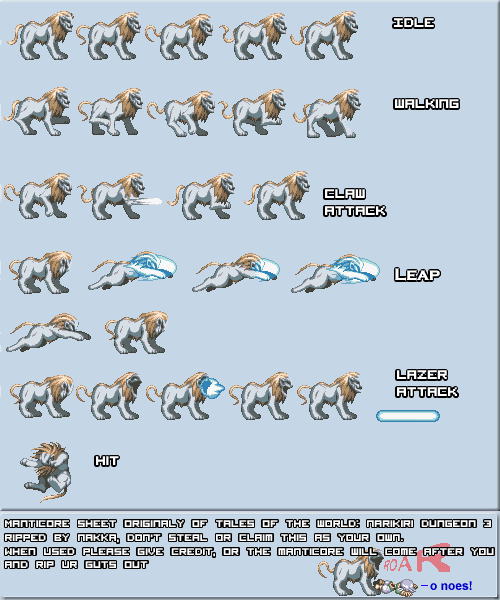 IDLE
WALKING
CLAW
ATTACK
LEAP
LAZER
ATTACK
HIT
MANTICORE SHEET ORIGINALY OF TALES OF THE WORLD: NARIKIRI DUNGEON 3
RIPPED BY NAKKA, DON'T STEAL OR CLAIM THIS AS YOUR OWN.
WHEN USED PLEASE GIVE CREDIT, OR THE MANTICORE WILL COME AFTER YOU
AND RIP UR GUTS OUT
ROAR
– o noes!